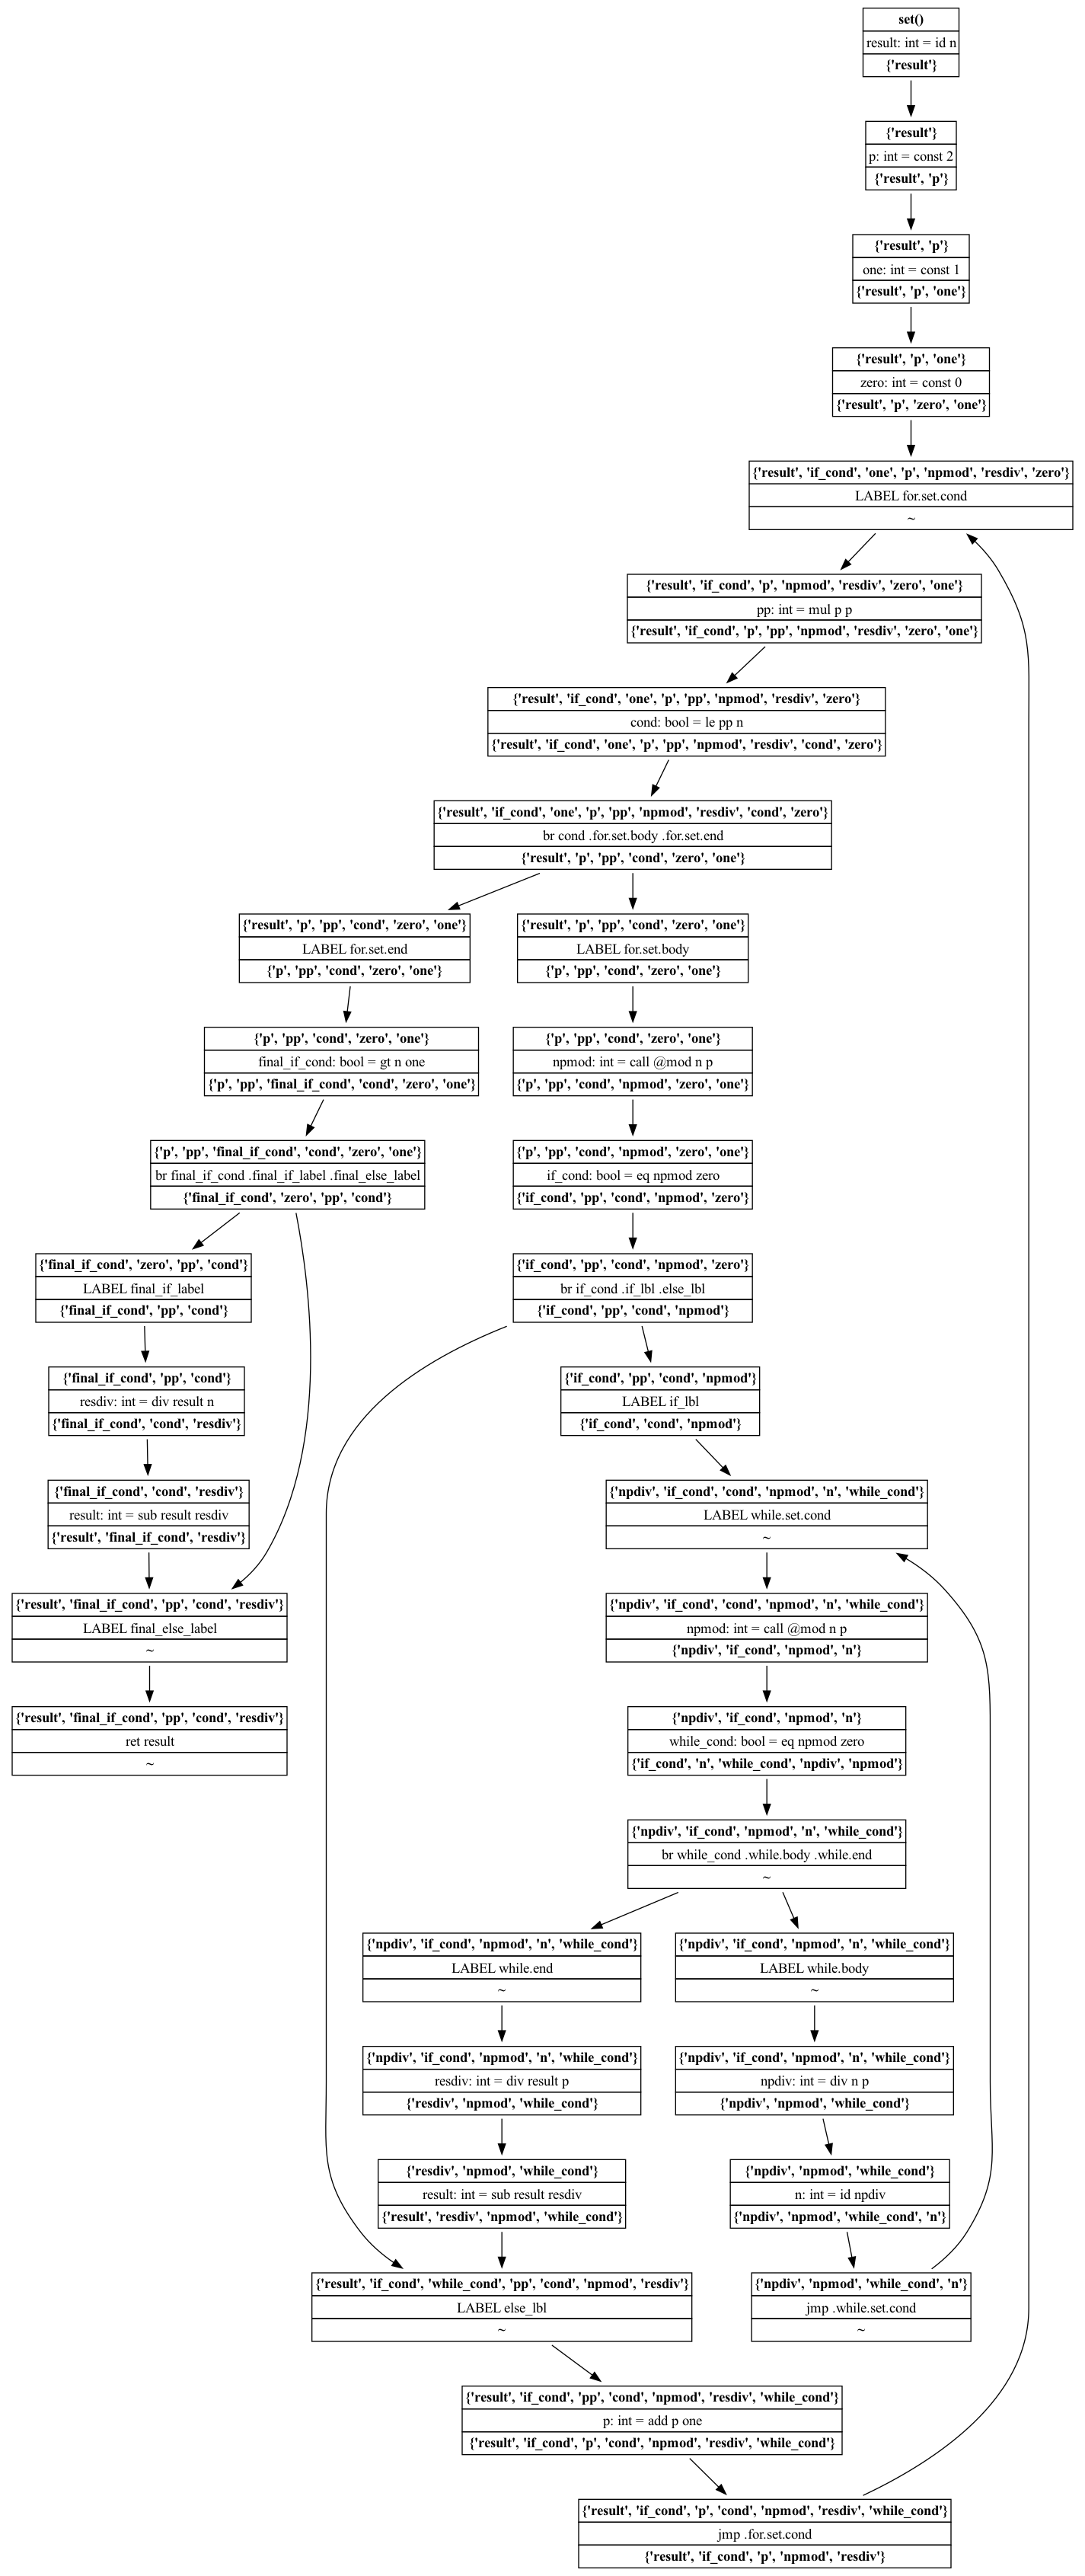 set()
result: int = id n
{'result'}
{'result'}
p: int = const 2
{'result', 'p'}
{'result', 'p'}
one: int = const 1
{'result', 'p', 'one'}
{'result', 'p', 'one'}
zero: int = const 0
{'result', 'p', 'zero', 'one'}
{'result', 'if_cond', 'one', 'p', 'npmod', 'resdiv', 'zero'}
LABEL for.set.cond
~
{'result', 'if_cond', 'p', 'npmod', 'resdiv', 'zero', 'one'}
pp: int = mul p p
{'result', 'if_cond', 'p', 'pp', 'npmod', 'resdiv', 'zero', 'one'}
{'result', 'if_cond', 'one', 'p', 'pp', 'npmod', 'resdiv', 'zero'}
cond: bool = le pp n
{'result', 'if_cond', 'one', 'p', 'pp', 'npmod', 'resdiv', 'cond', 'zero'}
{'result', 'if_cond', 'one', 'p', 'pp', 'npmod', 'resdiv', 'cond', 'zero'}
br cond .for.set.body .for.set.end
{'result', 'p', 'pp', 'cond', 'zero', 'one'}
{'result', 'p', 'pp', 'cond', 'zero', 'one'}
LABEL for.set.end
{'p', 'pp', 'cond', 'zero', 'one'}
{'result', 'p', 'pp', 'cond', 'zero', 'one'}
LABEL for.set.body
{'p', 'pp', 'cond', 'zero', 'one'}
{'p', 'pp', 'cond', 'zero', 'one'}
final_if_cond: bool = gt n one
{'p', 'pp', 'final_if_cond', 'cond', 'zero', 'one'}
{'p', 'pp', 'cond', 'zero', 'one'}
npmod: int = call @mod n p
{'p', 'pp', 'cond', 'npmod', 'zero', 'one'}
{'p', 'pp', 'final_if_cond', 'cond', 'zero', 'one'}
br final_if_cond .final_if_label .final_else_label
{'final_if_cond', 'zero', 'pp', 'cond'}
{'p', 'pp', 'cond', 'npmod', 'zero', 'one'}
if_cond: bool = eq npmod zero
{'if_cond', 'pp', 'cond', 'npmod', 'zero'}
{'final_if_cond', 'zero', 'pp', 'cond'}
LABEL final_if_label
{'final_if_cond', 'pp', 'cond'}
{'if_cond', 'pp', 'cond', 'npmod', 'zero'}
br if_cond .if_lbl .else_lbl
{'if_cond', 'pp', 'cond', 'npmod'}
{'final_if_cond', 'pp', 'cond'}
resdiv: int = div result n
{'final_if_cond', 'cond', 'resdiv'}
{'if_cond', 'pp', 'cond', 'npmod'}
LABEL if_lbl
{'if_cond', 'cond', 'npmod'}
{'final_if_cond', 'cond', 'resdiv'}
result: int = sub result resdiv
{'result', 'final_if_cond', 'resdiv'}
{'npdiv', 'if_cond', 'cond', 'npmod', 'n', 'while_cond'}
LABEL while.set.cond
~
{'result', 'final_if_cond', 'pp', 'cond', 'resdiv'}
LABEL final_else_label
~
{'npdiv', 'if_cond', 'cond', 'npmod', 'n', 'while_cond'}
npmod: int = call @mod n p
{'npdiv', 'if_cond', 'npmod', 'n'}
{'result', 'final_if_cond', 'pp', 'cond', 'resdiv'}
ret result
~
{'npdiv', 'if_cond', 'npmod', 'n'}
while_cond: bool = eq npmod zero
{'if_cond', 'n', 'while_cond', 'npdiv', 'npmod'}
{'npdiv', 'if_cond', 'npmod', 'n', 'while_cond'}
br while_cond .while.body .while.end
~
{'npdiv', 'if_cond', 'npmod', 'n', 'while_cond'}
LABEL while.end
~
{'npdiv', 'if_cond', 'npmod', 'n', 'while_cond'}
LABEL while.body
~
{'npdiv', 'if_cond', 'npmod', 'n', 'while_cond'}
resdiv: int = div result p
{'resdiv', 'npmod', 'while_cond'}
{'npdiv', 'if_cond', 'npmod', 'n', 'while_cond'}
npdiv: int = div n p
{'npdiv', 'npmod', 'while_cond'}
{'resdiv', 'npmod', 'while_cond'}
result: int = sub result resdiv
{'result', 'resdiv', 'npmod', 'while_cond'}
{'npdiv', 'npmod', 'while_cond'}
n: int = id npdiv
{'npdiv', 'npmod', 'while_cond', 'n'}
{'result', 'if_cond', 'while_cond', 'pp', 'cond', 'npmod', 'resdiv'}
LABEL else_lbl
~
{'npdiv', 'npmod', 'while_cond', 'n'}
jmp .while.set.cond
~
{'result', 'if_cond', 'pp', 'cond', 'npmod', 'resdiv', 'while_cond'}
p: int = add p one
{'result', 'if_cond', 'p', 'cond', 'npmod', 'resdiv', 'while_cond'}
{'result', 'if_cond', 'p', 'cond', 'npmod', 'resdiv', 'while_cond'}
jmp .for.set.cond
{'result', 'if_cond', 'p', 'npmod', 'resdiv'}